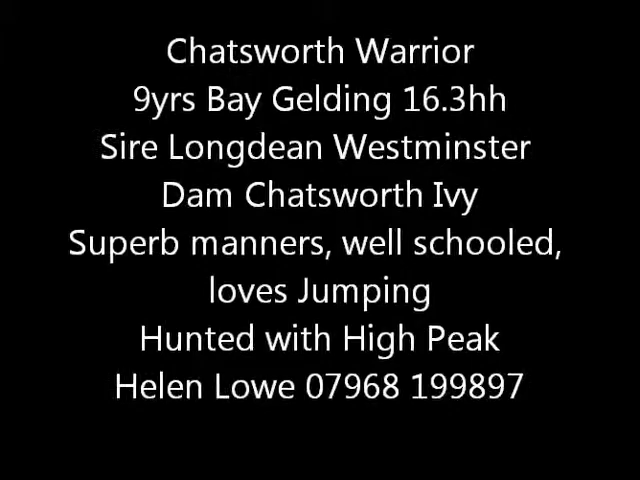 Chatsworth Warrior
9yrs Bay Gelding 16.3hh
Sire Longdean Westminster
Dam Chatsworth Ivy
Superb manners, well schooled,
loves Jumping
Hunted with High Peak
Helen Lowe 07968 199897